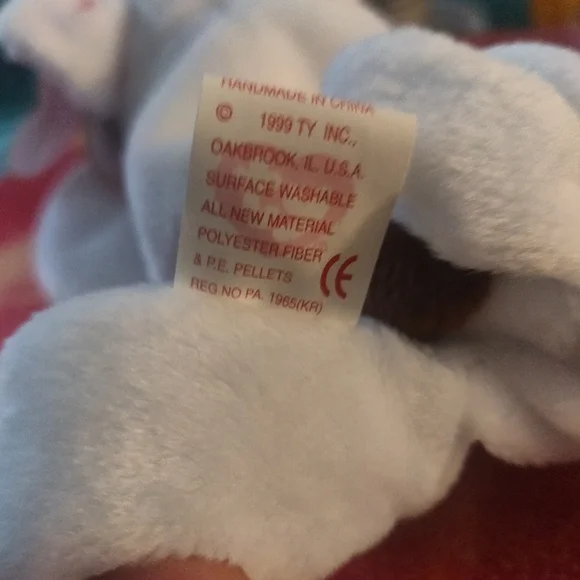 HANDMADE IN CHINA
© 1999 TY INC.,
OAKBROOK, IL. U.S.A.
SURFACE WASHABLE
ALL NEW MATERIAL
POLYESTER FIBER
& P.E. PELLETS CE
REG NO PA. 1965(KR)